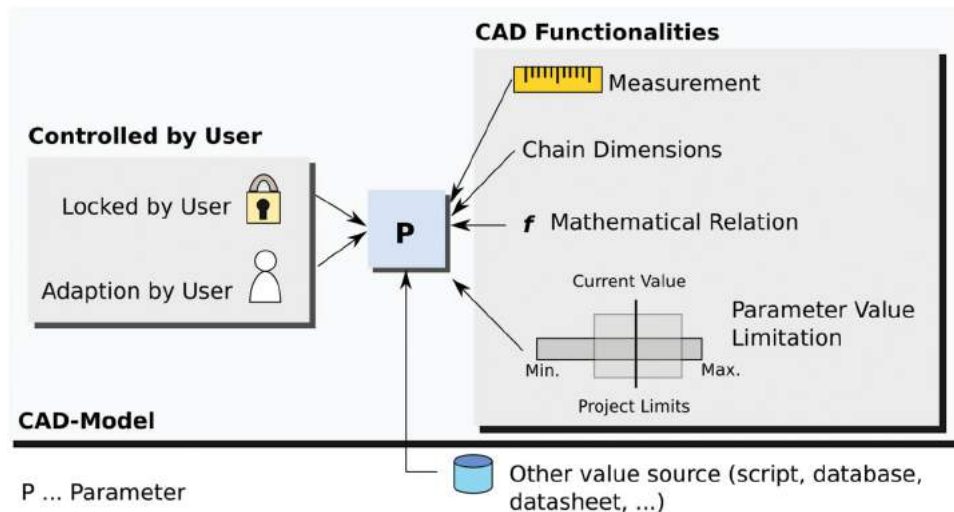 CAD Functionalities
Measurement
Controlled by User
Chain Dimensions
Locked by User
P
f Mathematical Relation
Adaption by User
Current Value
Parameter Value
Limitation
Min.
Max.
Project Limits
CAD-Model
Other value source (script, database,
datasheet, ...)
P ... Parameter